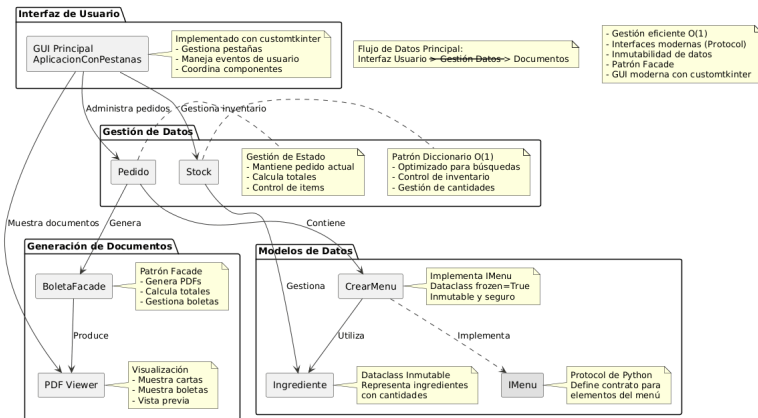 Interfaz de Usuario
GUI Principal
AplicacionConPestanas
Implementado con customtkinter
- Gestiona pestañas
- Maneja eventos de usuario
- Coordina componentes
Flujo de Datos Principal:
Interfaz Usuario > Gestión Datos > Documentos
- Gestión eficiente O(1)
- Interfaces modernas (Protocol)
- Inmutabilidad de datos
- Patrón Facade
- GUI moderna con customtkinter
Administra pedidos
Gestiona inventario
Gestión de Datos
Pedido
Stock
Gestión de Estado
- Mantiene pedido actual
- Calcula totales
- Control de items
Patrón Diccionario O(1)
- Optimizado para búsquedas
- Control de inventario
- Gestión de cantidades
Muestra documentos
Genera
Contiene
Generación de Documentos
BoletaFacade
Patrón Facade
- Genera PDFs
- Calcula totales
- Gestiona boletas
Produce
PDF Viewer
Visualización
- Muestra cartas
- Muestra boletas
- Vista previa
Modelos de Datos
Gestiona
CrearMenu
Implementa IMenu
Dataclass frozen=True
Inmutable y seguro
Utiliza
Implementa
Ingrediente
Dataclass Inmutable
Representa ingredientes
con cantidades
IMenu
Protocolo de Python
Define contrato para
elementos del menú